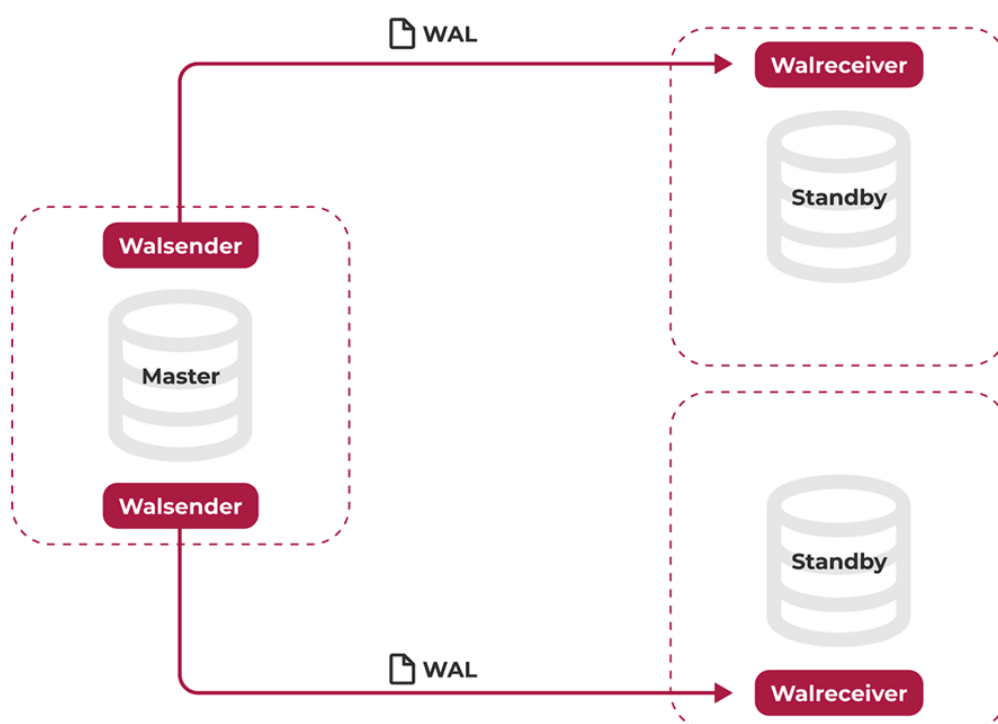 WAL
Walreceiver
Standby
Walsender
Master
Walsender
Standby
WAL
Walreceiver